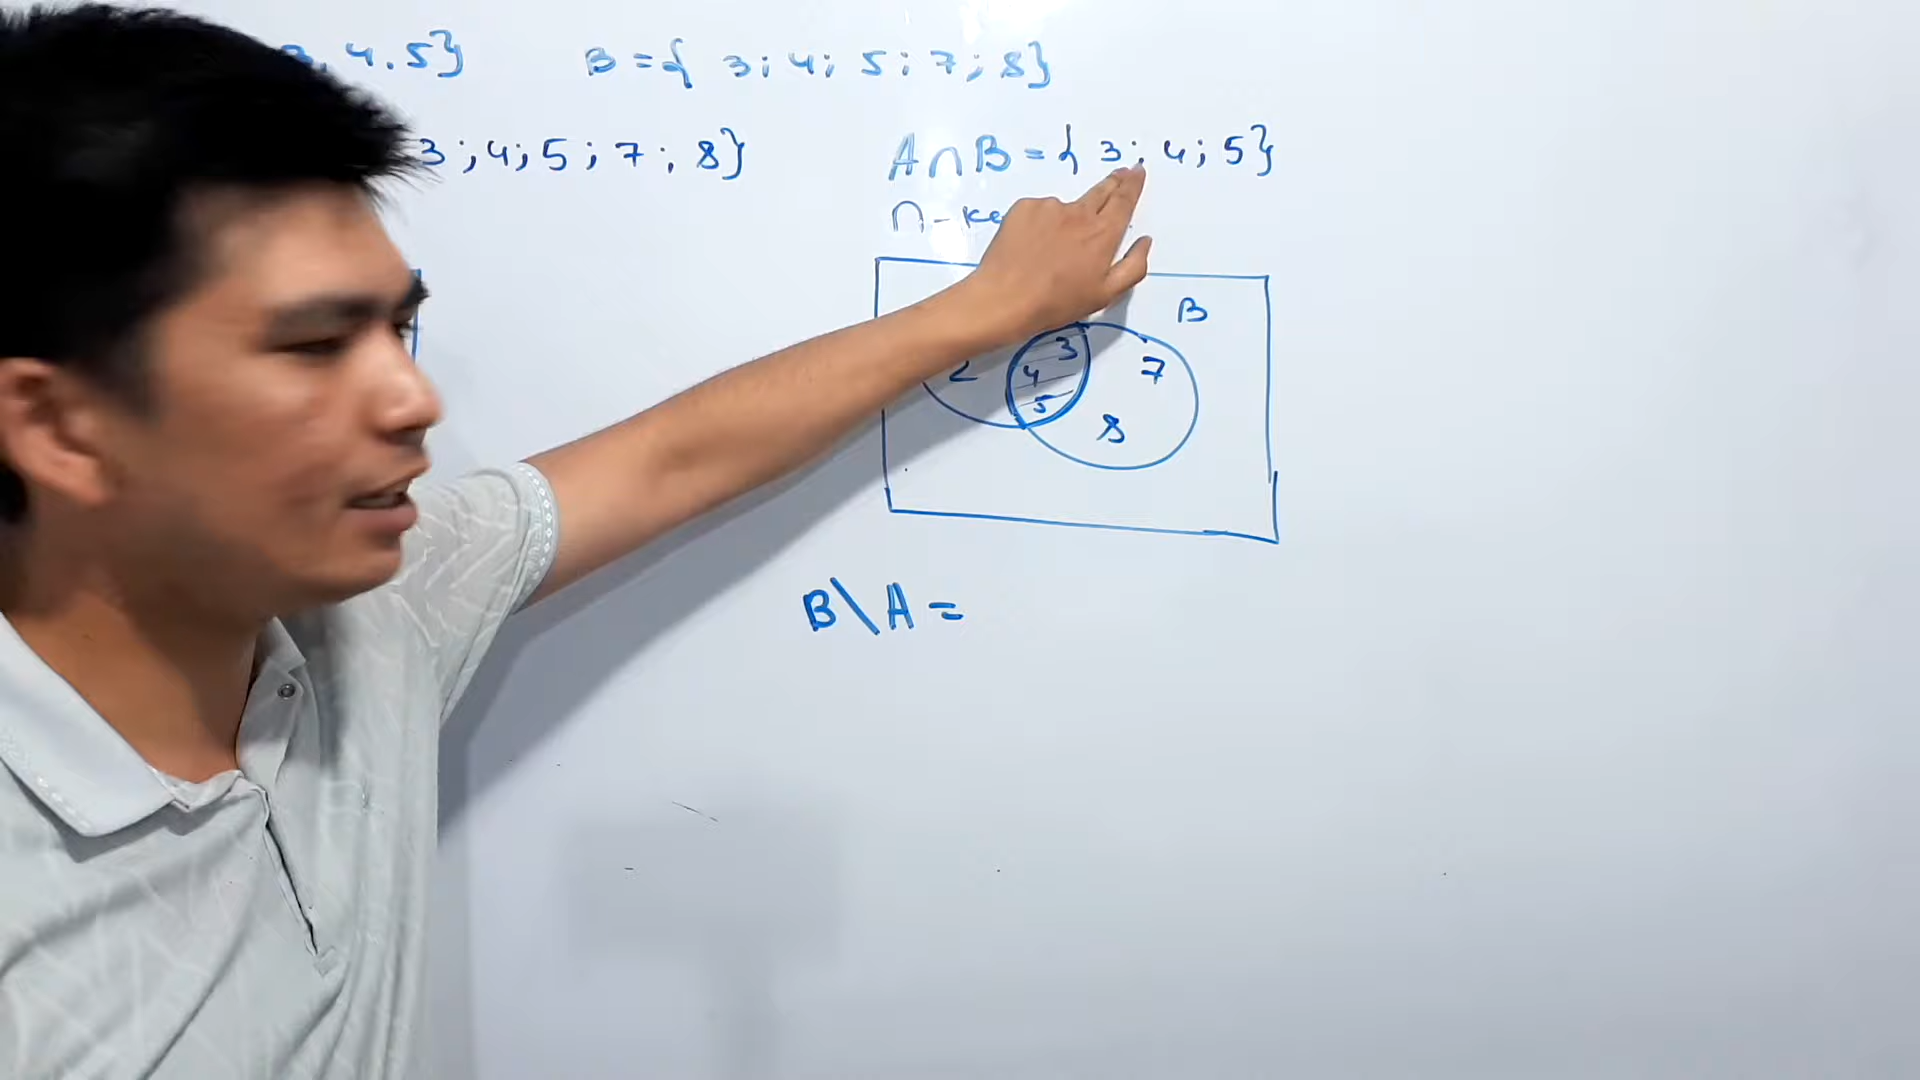 3, 4, 5} B = { 3; 4; 5; 7; 8}
3; 4; 5; 7; 8} A∩B = { 3; 4; 5}
∩-
B
2 3 7
4
5 8
B\A =